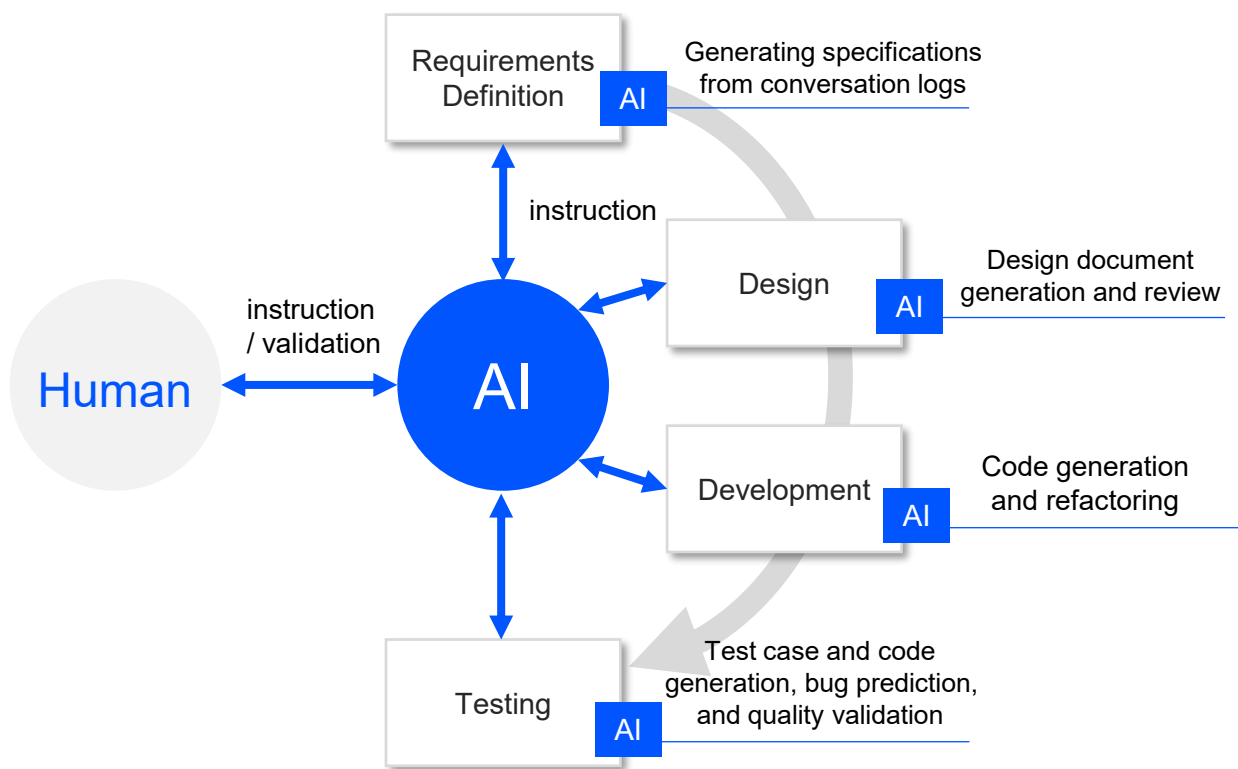 Requirements
Definition
AI
Generating specifications
from conversation logs
instruction
Design
AI
Design document
generation and review
Human
instruction
/ validation
AI
Development
AI
Code generation
and refactoring
Testing
AI
Test case and code
generation, bug prediction,
and quality validation